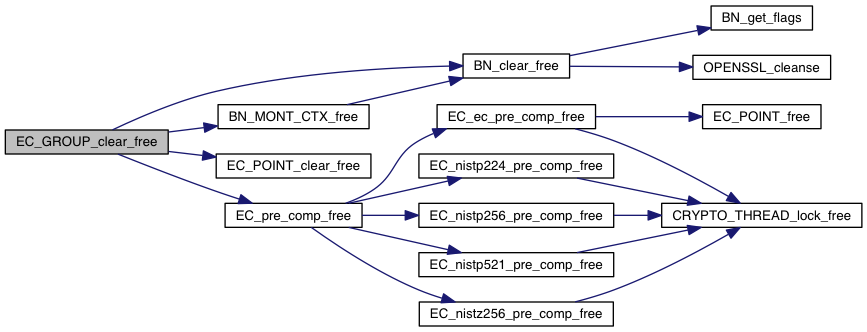 BN_get_flags
BN_clear_free
OPENSSL_cleanse
BN_MONT_CTX_free
EC_ec_pre_comp_free
EC_POINT_free
EC_GROUP_clear_free
EC_POINT_clear_free
EC_nistp224_pre_comp_free
EC_pre_comp_free
EC_nistp256_pre_comp_free
CRYPTO_THREAD_lock_free
EC_nistp521_pre_comp_free
EC_nistz256_pre_comp_free